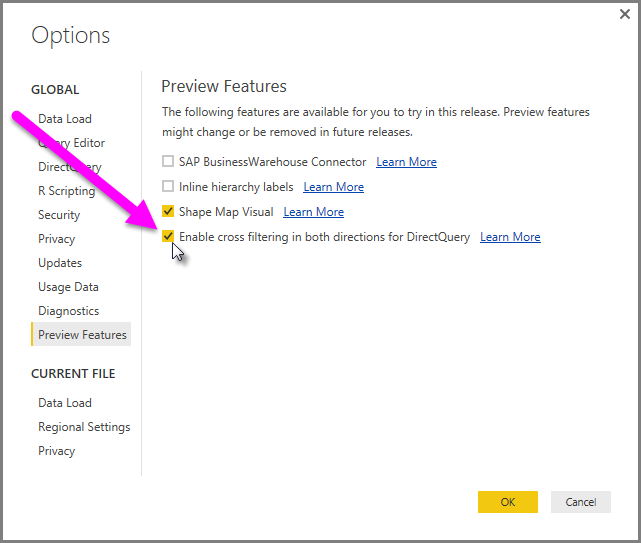 Options
GLOBAL
Data Load
Query Editor
DirectQuery
R Scripting
Security
Privacy
Updates
Usage Data
Diagnostics
Preview Features
CURRENT FILE
Data Load
Regional Settings
Privacy
Preview Features
The following features are available for you to try in this release. Preview features
might change or be removed in future releases.
SAP BusinessWarehouse Connector Learn More
Inline hierarchy labels Learn More
Shape Map Visual Learn More
Enable cross filtering in both directions for DirectQuery Learn More
OK Cancel